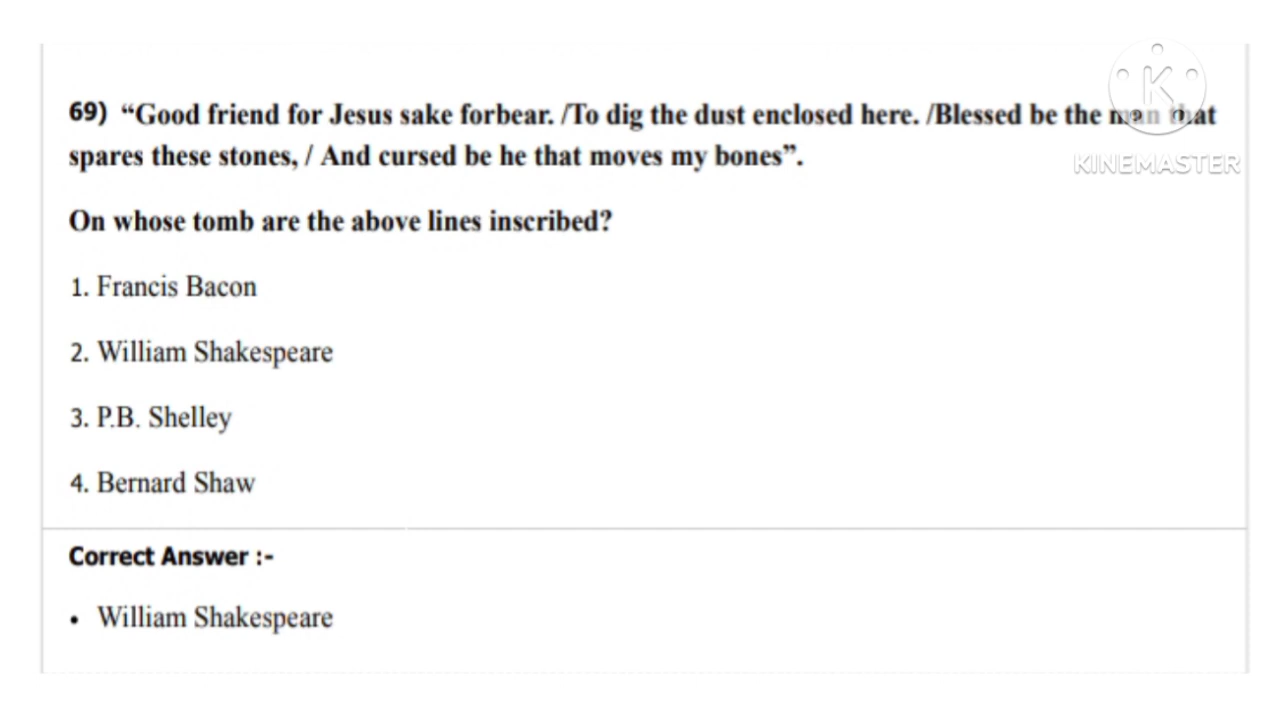 69) “Good friend for Jesus sake forbear. /To dig the dust enclosed here. /Blessed be the man that
spares these stones, / And cursed be he that moves my bones”.
K
KINEMASTER
On whose tomb are the above lines inscribed?
1. Francis Bacon
2. William Shakespeare
3. P.B. Shelley
4. Bernard Shaw
Correct Answer :-
• William Shakespeare